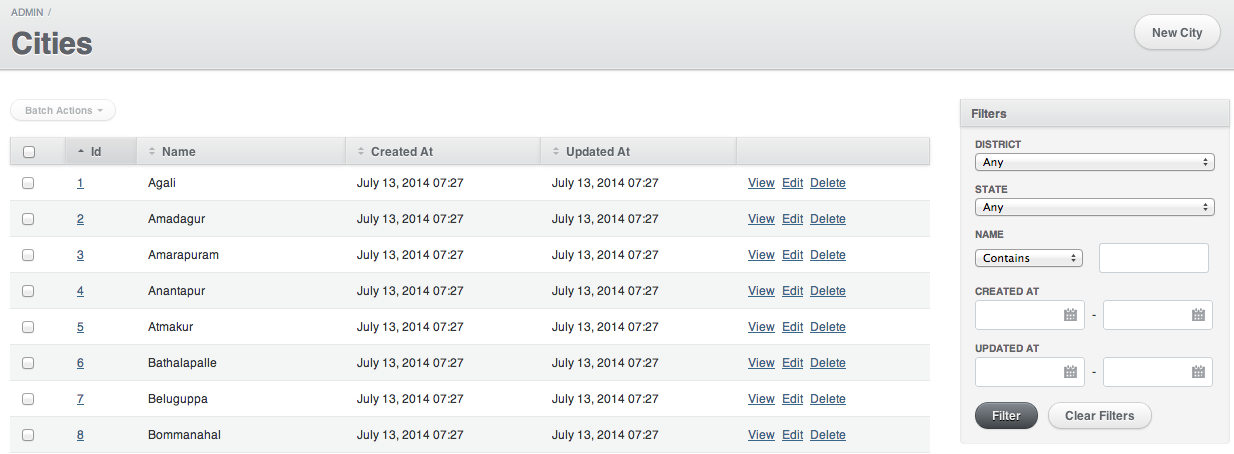 ADMIN /
Cities
New City
Batch Actions
Id Name Created At Updated At
1 Agali July 13, 2014 07:27 July 13, 2014 07:27 View Edit Delete
2 Amadagur July 13, 2014 07:27 July 13, 2014 07:27 View Edit Delete
3 Amarapuram July 13, 2014 07:27 July 13, 2014 07:27 View Edit Delete
4 Anantapur July 13, 2014 07:27 July 13, 2014 07:27 View Edit Delete
5 Atmakur July 13, 2014 07:27 July 13, 2014 07:27 View Edit Delete
6 Bathalapalle July 13, 2014 07:27 July 13, 2014 07:27 View Edit Delete
7 Beluguppa July 13, 2014 07:27 July 13, 2014 07:27 View Edit Delete
8 Bommanahal July 13, 2014 07:27 July 13, 2014 07:27 View Edit Delete
Filters
DISTRICT
Any
STATE
Any
NAME
Contains
CREATED AT
-
UPDATED AT
-
Filter Clear Filters